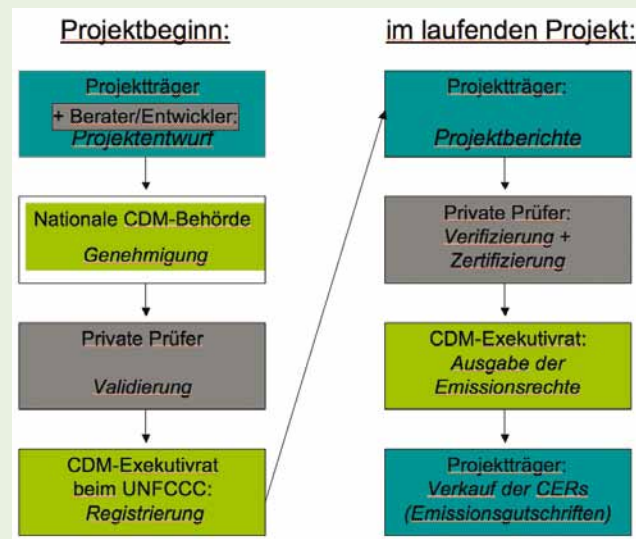 Projektbeginn:
Projektträger
+ Berater/Entwickler:
Projektentwurf
Nationale CDM-Behörde
Genehmigung
Private Prüfer
Validierung
CDM-Exekutivrat
beim UNFCCC:
Registrierung
im laufenden Projekt:
Projektträger:
Projektberichte
Private Prüfer:
Verifizierung +
Zertifizierung
CDM-Exekutivrat:
Ausgabe der
Emissionsrechte
Projektträger:
Verkauf der CERs
(Emissionsgutschriften)